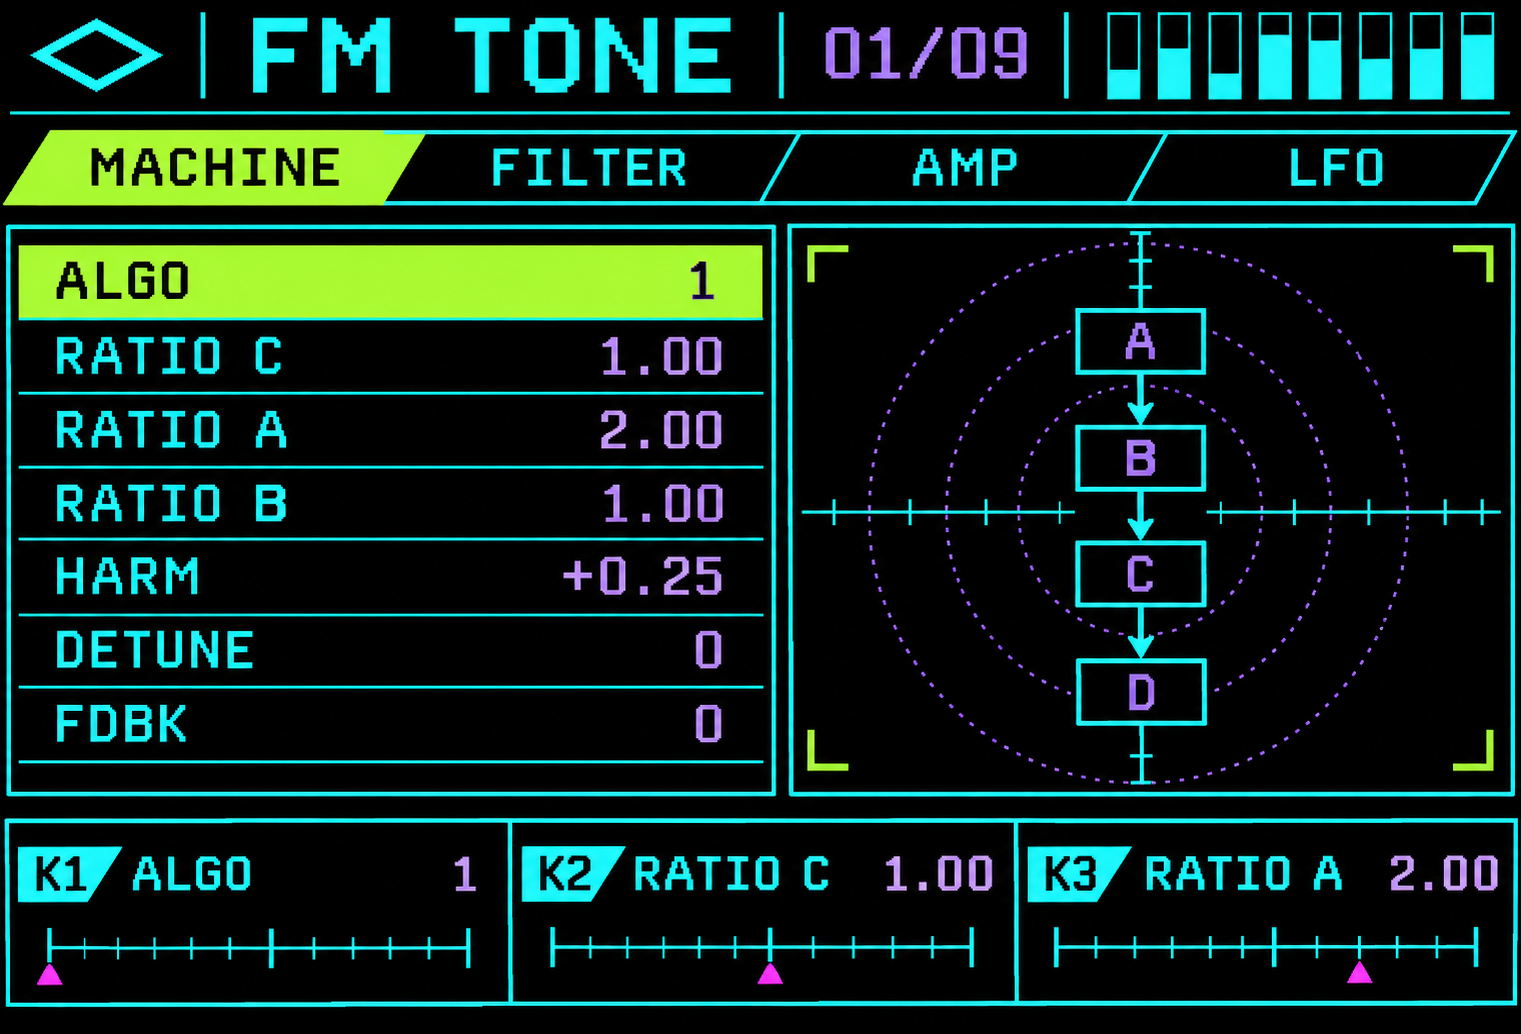 FM TONE 01/09
MACHINE FILTER AMP LFO
ALGO 1
RATIO C 1.00
RATIO A 2.00
RATIO B 1.00
HARM +0.25
DETUNE 0
FDBK 0
A
B
C
D
K1 ALGO 1
K2 RATIO C 1.00
K3 RATIO A 2.00